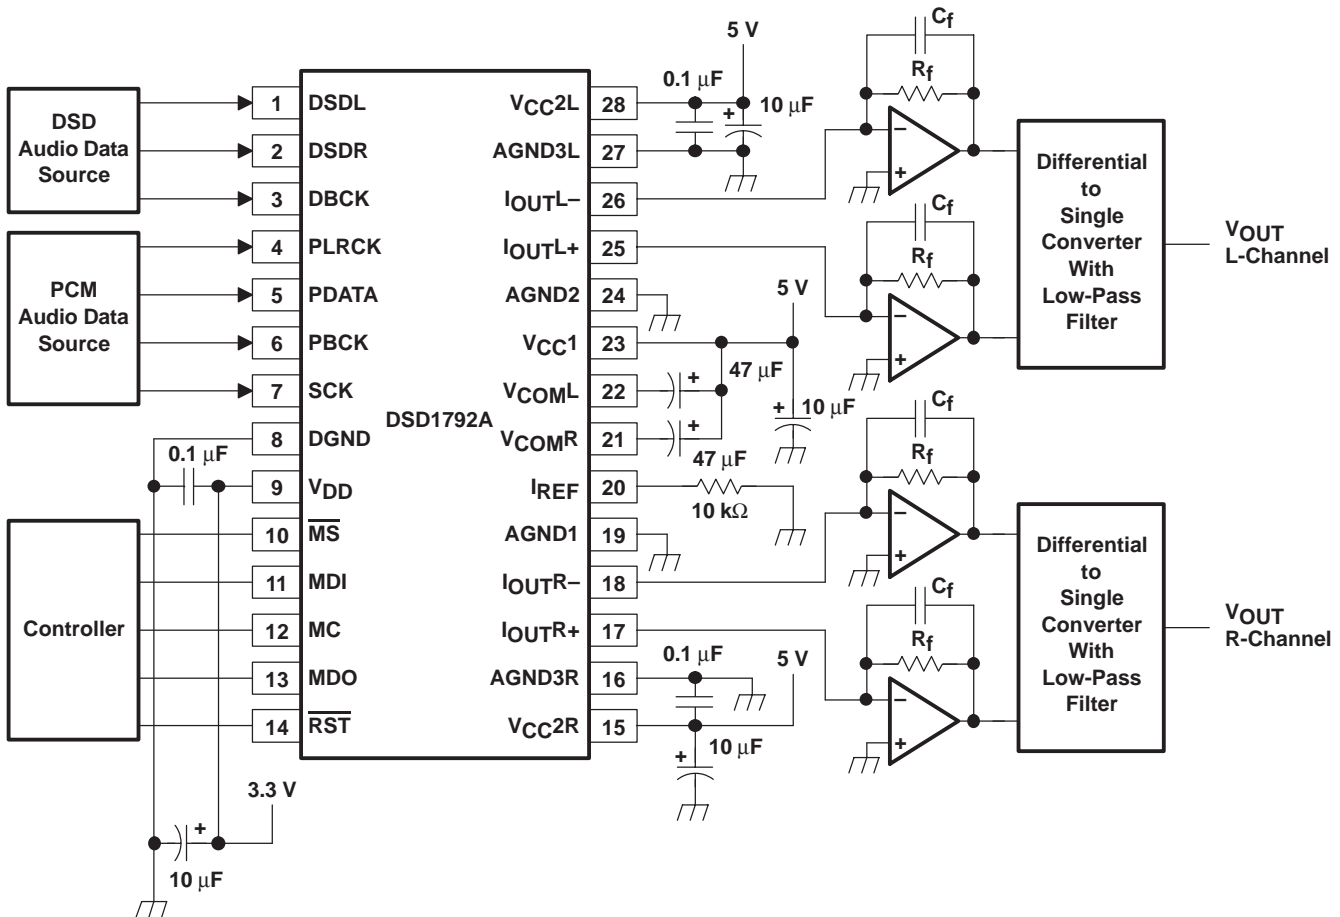 DSD
Audio Data
Source
PCM
Audio Data
Source
Controller
1 DSDL
2 DSDR
3 DBCK
4 PLRCK
5 PDATA
6 PBCK
7 SCK
8 DGND
9 VDD
10 MS
11 MDI
12 MC
13 MDO
14 RST
0.1 μF
3.3 V
10 μF
+
DSD1792A
VCC2L 28
AGND3L 27
IOUTL– 26
IOUTL+ 25
AGND2 24
VCC1 23
VCOML 22
VCOMR 21
IREF 20
AGND1 19
IOUTR– 18
IOUTR+ 17
AGND3R 16
VCC2R 15
5 V
0.1 μF
10 μF
+
5 V
47 μF
+
+
47 μF
+
10 μF
10 kΩ
5 V
0.1 μF
10 μF
+
Cf
Rf
–
+
Cf
Rf
–
+
Cf
Rf
–
+
Cf
Rf
–
+
Differential
to
Single
Converter
With
Low-Pass
Filter
VOUT
L-Channel
Differential
to
Single
Converter
With
Low-Pass
Filter
VOUT
R-Channel